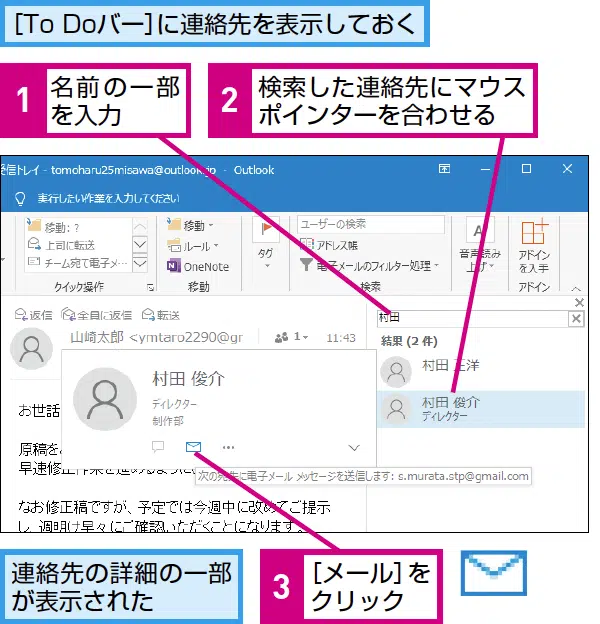 [To Doバー]に連絡先を表示しておく
1 名前の一部
を入力
2 検索した連絡先にマウス
ポインターを合わせる
受信トレイ - tomoharu25misawa@outlook.jp - Outlook
実行したい作業を入力してください
移動: ?
上司に転送
チーム宛て電子メ…
クイック操作
移動
ルール
OneNote
移動
タグ
ユーザーの検索
アドレス帳
電子メールのフィルター処理
検索
A
音声読み
上げ
アドイン
を入手
アドイン
返信 全員に返信 転送
山崎太郎 <ymtaro2290@gr
1
11:43
村田
結果 (2 件)
村田 正洋
村田 俊介
ディレクター
村田 俊介
ディレクター
制作部
お世話
原稿を
早速修正作業を進めるように
次の宛先に電子メール メッセージを送信します: s.murata.stp@gmail.com
なお修正稿ですが、予定では今週中に改めてご提示
し、週明け早々にご確認いただくことになります。
連絡先の詳細の一部
が表示された
3 [メール]を
クリック